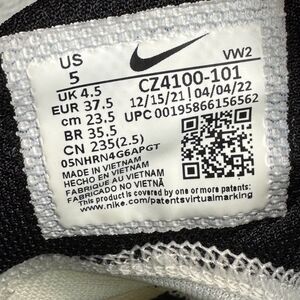 US
5
VW2
UK 4.5
CZ4100-101
EUR 37.5
12/15/21 | 04/04/22
cm 23.5
UPC 00195866156562
BR 35.5
CN 235(2.5)
05NHRN4G6APGT
MADE IN VIETNAM
HECHO EN VIETNAM
FABRIQUÉ AU VIETNAM
FABRICADO NO VIETNÃ
This product is covered by one or more patents:
www.nike.com/patentsvirtualmarking